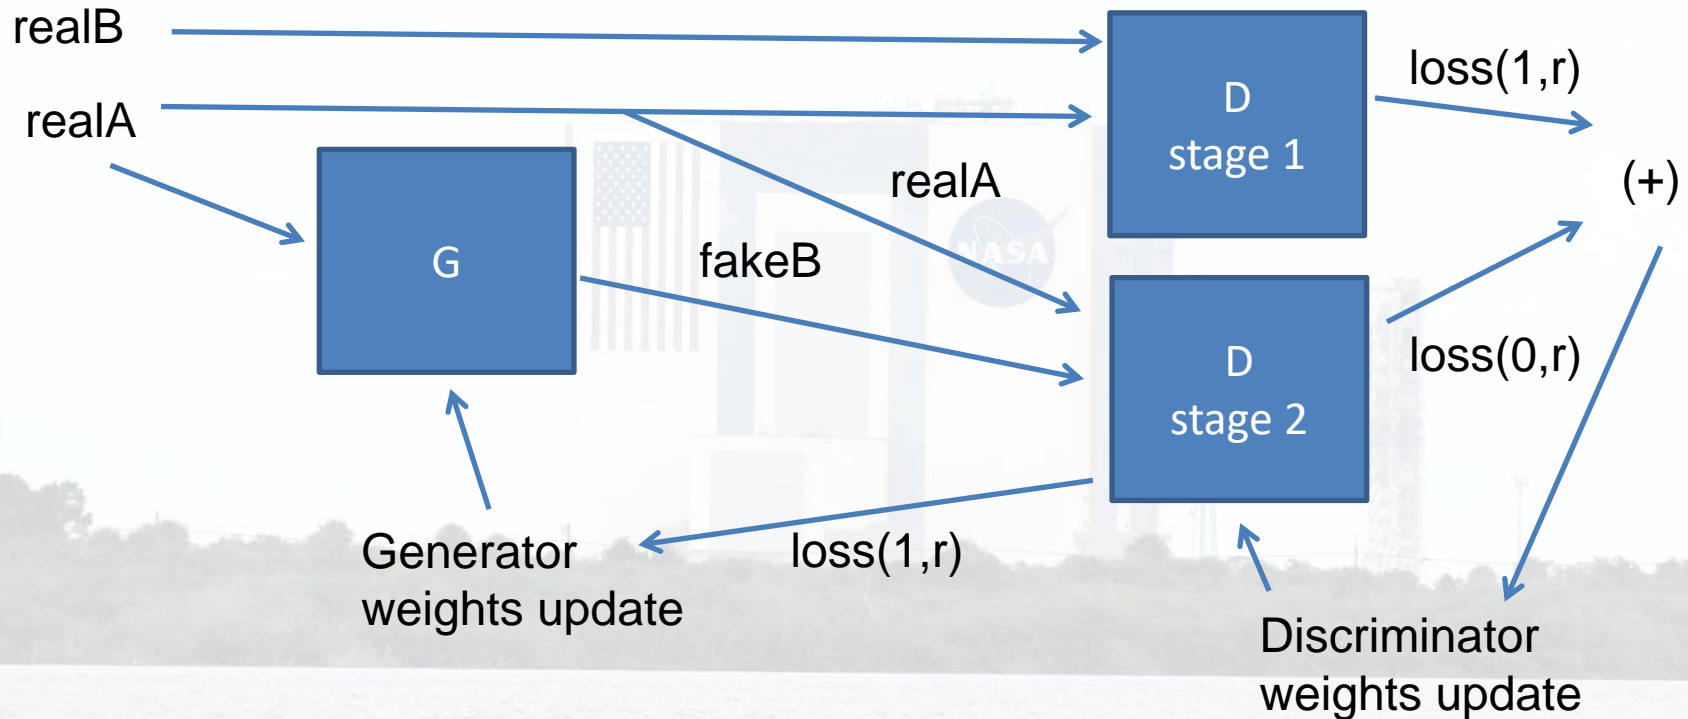 realB
realA
G
fakeB
realA
NASA
D
stage 1
D
stage 2
loss(1,r)
(+)
loss(0,r)
loss(1,r)
Generator
weights update
Discriminator
weights update